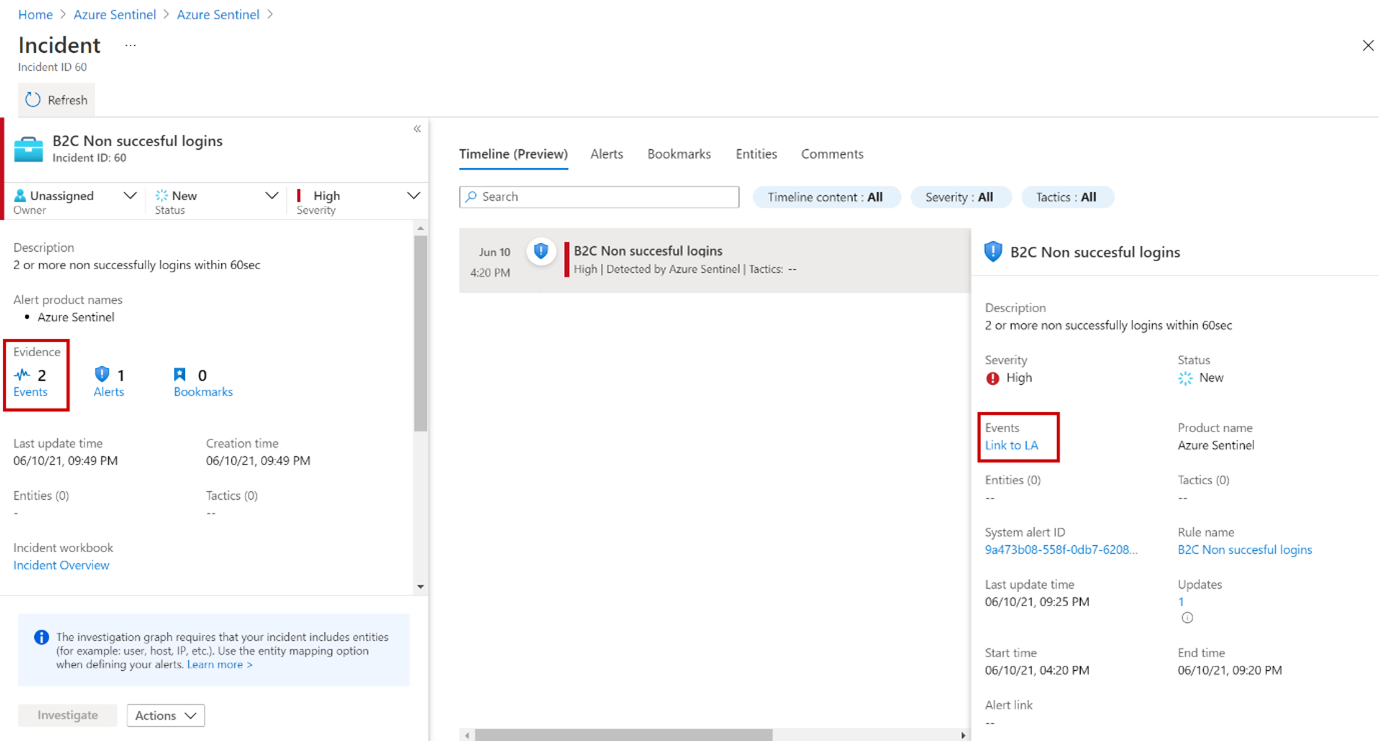 Home > Azure Sentinel > Azure Sentinel >
Incident ...
Incident ID 60
Refresh
«
B2C Non succesful logins
Incident ID: 60
Unassigned
Owner
New
Status
High
Severity
Description
2 or more non successfully logins within 60sec
Alert product names
• Azure Sentinel
Evidence
2
Events
1
Alerts
0
Bookmarks
Last update time
06/10/21, 09:49 PM
Creation time
06/10/21, 09:49 PM
Entities (0)
-
Tactics (0)
--
Incident workbook
Incident Overview
The investigation graph requires that your incident includes entities
(for example: user, host, IP, etc.). Use the entity mapping option
when defining your alerts. Learn more >
Investigate
Actions
Timeline (Preview) Alerts Bookmarks Entities Comments
Search
Timeline content : All
Severity : All
Tactics : All
Jun 10
4:20 PM
B2C Non succesful logins
High | Detected by Azure Sentinel | Tactics: --
B2C Non succesful logins
Description
2 or more non successfully logins within 60sec
Severity
High
Status
New
Events
Link to LA
Product name
Azure Sentinel
Entities (0)
--
Tactics (0)
--
System alert ID
9a473b08-558f-0db7-6208...
Rule name
B2C Non succesful logins
Last update time
06/10/21, 09:25 PM
Updates
1
Start time
06/10/21, 04:20 PM
End time
06/10/21, 09:20 PM
Alert link
--